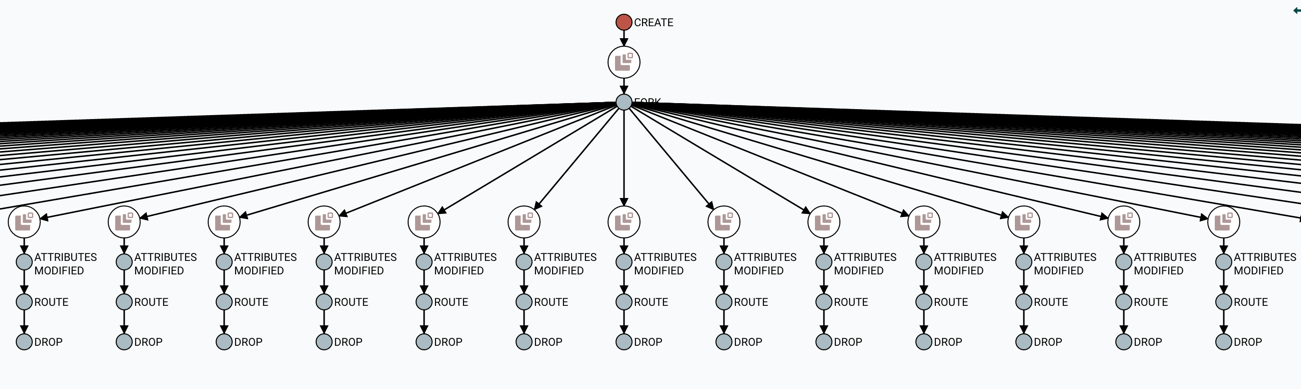 CREATE
FORK
ATTRIBUTES ATTRIBUTES ATTRIBUTES ATTRIBUTES ATTRIBUTES ATTRIBUTES ATTRIBUTES ATTRIBUTES ATTRIBUTES ATTRIBUTES ATTRIBUTES ATTRIBUTES ATTRIBUTES
MODIFIED MODIFIED MODIFIED MODIFIED MODIFIED MODIFIED MODIFIED MODIFIED MODIFIED MODIFIED MODIFIED MODIFIED MODIFIED
ROUTE ROUTE ROUTE ROUTE ROUTE ROUTE ROUTE ROUTE ROUTE ROUTE ROUTE ROUTE ROUTE
DROP DROP DROP DROP DROP DROP DROP DROP DROP DROP DROP DROP DROP